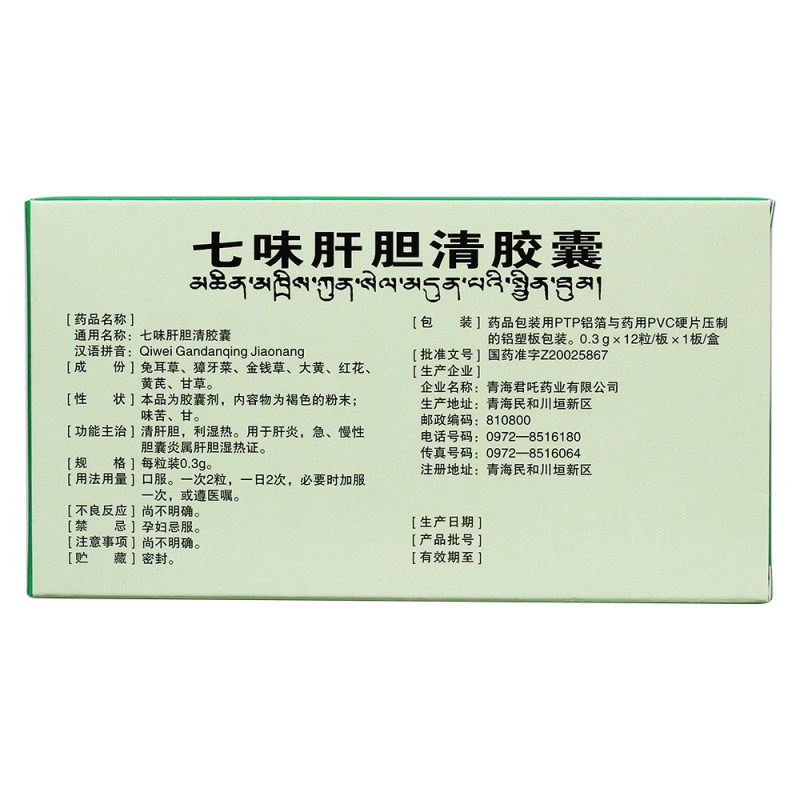 七味肝胆清胶囊
མཆིན་མཁྲིས་ཀུན་སེལ་མདུན་པའི་སྤྱིན་ཐུམ།
[药品名称]
通用名称：七味肝胆清胶囊
汉语拼音：Qiwei Gandanqing Jiaonang
[成　份] 兔耳草、獐牙菜、金钱草、大黄、红花、
黄芪、甘草。
[性　状] 本品为胶囊剂，内容物为褐色的粉末；
味苦、甘。
[功能主治] 清肝胆，利湿热。用于肝炎，急、慢性
胆囊炎属肝胆湿热证。
[规　格] 每粒装0.3g。
[用法用量] 口服。一次2粒，一日2次，必要时加服
一次，或遵医嘱。
[不良反应] 尚不明确。
[禁　忌] 孕妇忌服。
[注意事项] 尚不明确。
[贮　藏] 密封。
[包　装] 药品包装用PTP铝箔与药用PVC硬片压制
的铝塑板包装。0.3g×12粒/板×1板/盒
[批准文号] 国药准字Z20025867
[生产企业]
企业名称：青海君吒药业有限公司
生产地址：青海民和川垣新区
邮政编码：810800
电话号码：0972—8516180
传真号码：0972—8516064
注册地址：青海民和川垣新区
[生产日期]
[产品批号]
[有效期至]